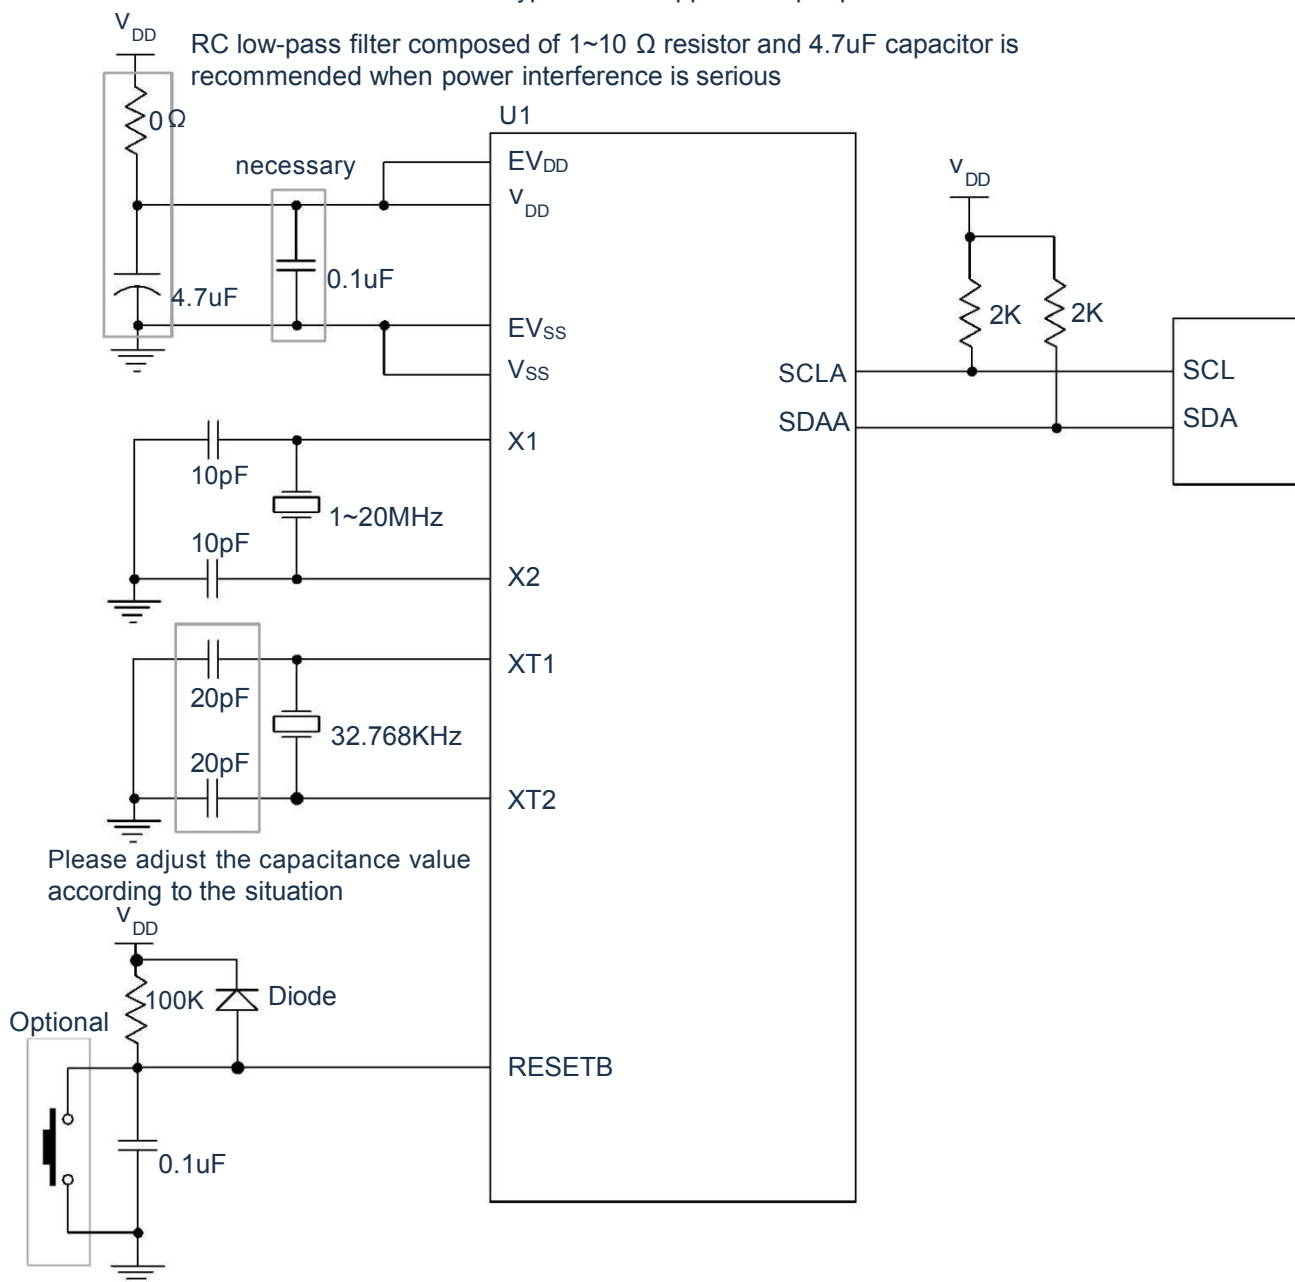 V DD
RC low-pass filter composed of 1~10 Ω resistor and 4.7uF capacitor is
recommended when power interference is serious
0 Ω
U1
necessary
EVDD
V DD
V DD
0.1uF
4.7uF
2K
2K
EVSS
VSS
SCLA
SCL
SDAA
SDA
X1
10pF
1~20MHz
10pF
X2
XT1
20pF
32.768KHz
20pF
XT2
Please adjust the capacitance value
according to the situation
V DD
100K
Diode
Optional
RESETB
0.1uF